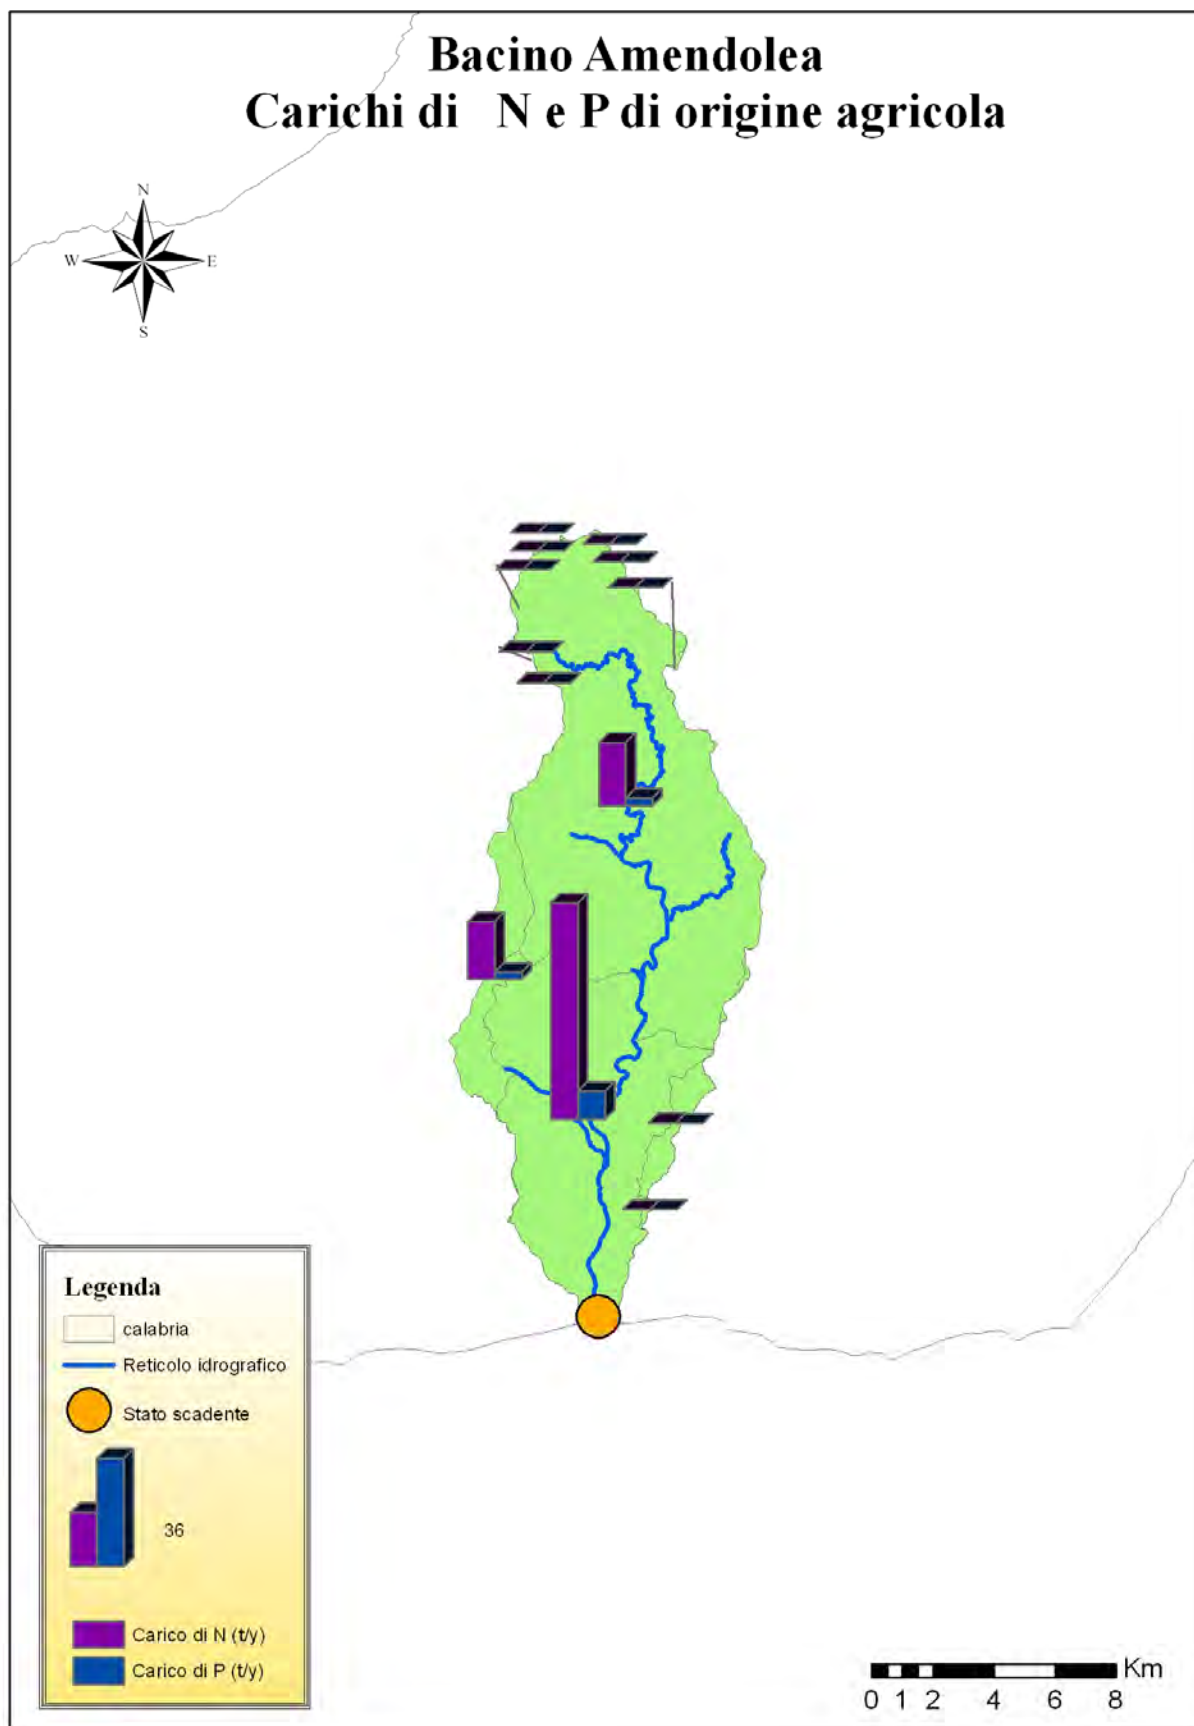 Bacino Amendolea
Carichi di N e P di origine agricola
N
W
E
S
Legenda
calabria
Reticolo idrografico
Stato scadente
36
Carico di N (t/y)
Carico di P (t/y)
Km
0 1 2 4 6 8